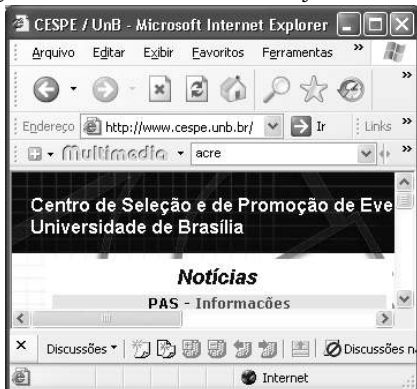 CESPE / UnB - Microsoft Internet Explorer
Arquivo Editar Exibir Favoritos Ferramentas »
»
Endereço http://www.cespe.unb.br/ Ir Links »
Multimedia acre »
Centro de Seleção e de Promoção de Eve
Universidade de Brasília
Notícias
PAS - Informações
× Discussões Discussões n
Internet